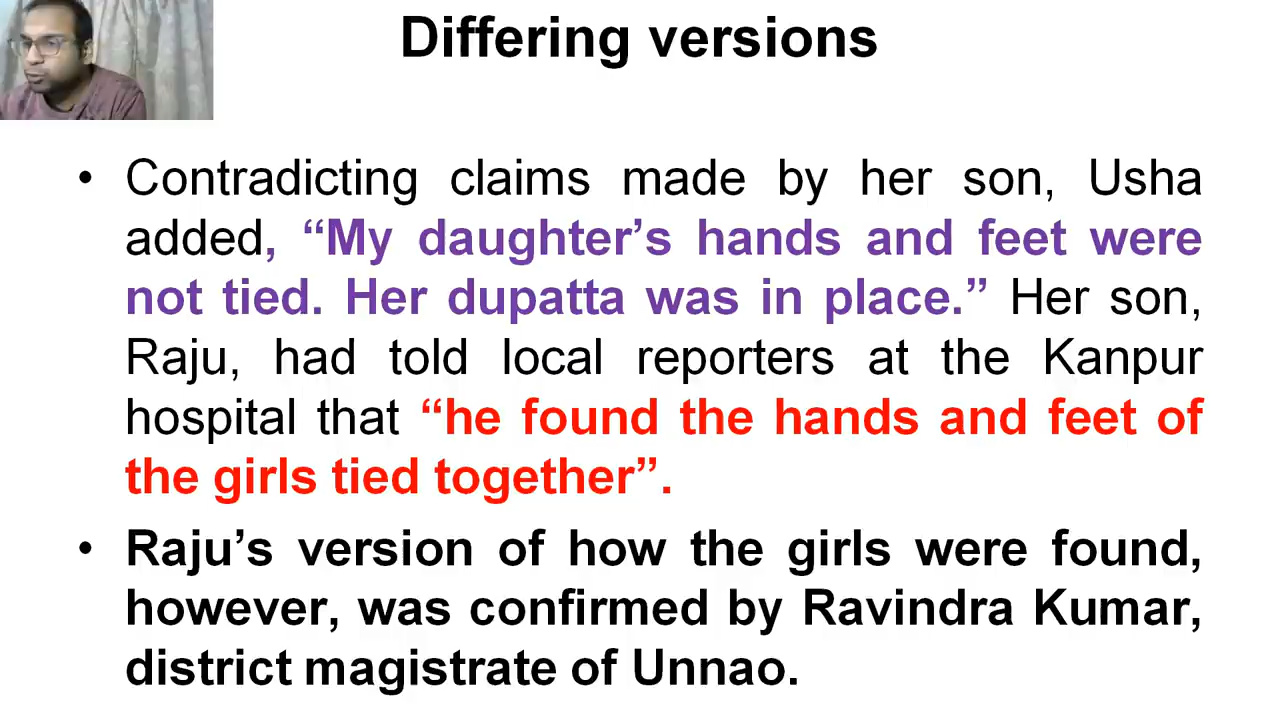 Differing versions
• Contradicting claims made by her son, Usha
added, “My daughter’s hands and feet were
not tied. Her dupatta was in place.” Her son,
Raju, had told local reporters at the Kanpur
hospital that “he found the hands and feet of
the girls tied together”.
• Raju’s version of how the girls were found,
however, was confirmed by Ravindra Kumar,
district magistrate of Unnao.